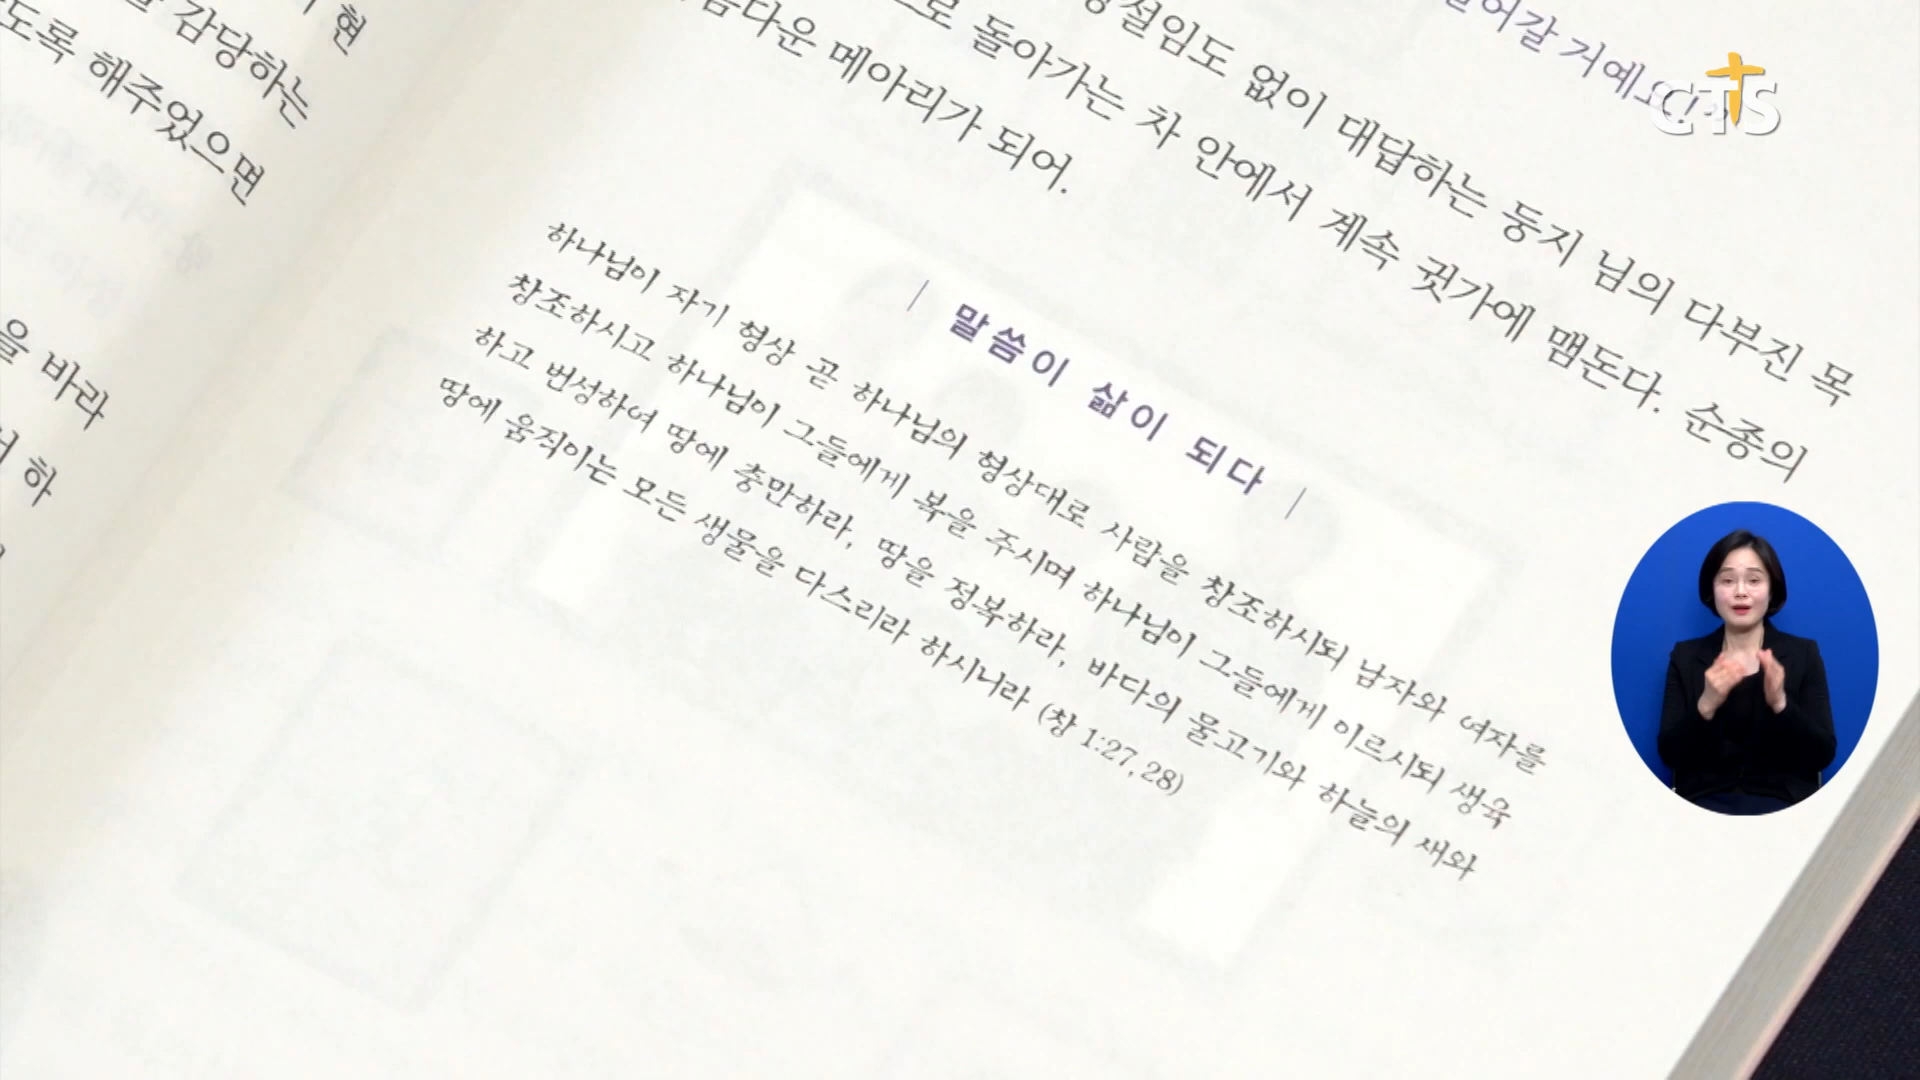 현
감당하는
도록 해주었으면
을 바라
하
어갈 거예요!”
설임도 없이 대답하는 둥지 님의 다부진 목
로 돌아가는 차 안에서 계속 귓가에 맴돈다. 순종의
름다운 메아리가 되어.
| 말씀이 삶이 되다 |
하나님이 자기 형상 곧 하나님의 형상대로 사람을 창조하시되 남자와 여자를
창조하시고 하나님이 그들에게 복을 주시며 하나님이 그들에게 이르시되 생육
하고 번성하여 땅에 충만하라, 땅을 정복하라, 바다의 물고기와 하늘의 새와
땅에 움직이는 모든 생물을 다스리라 하시니라 (창 1:27,28)
CTS